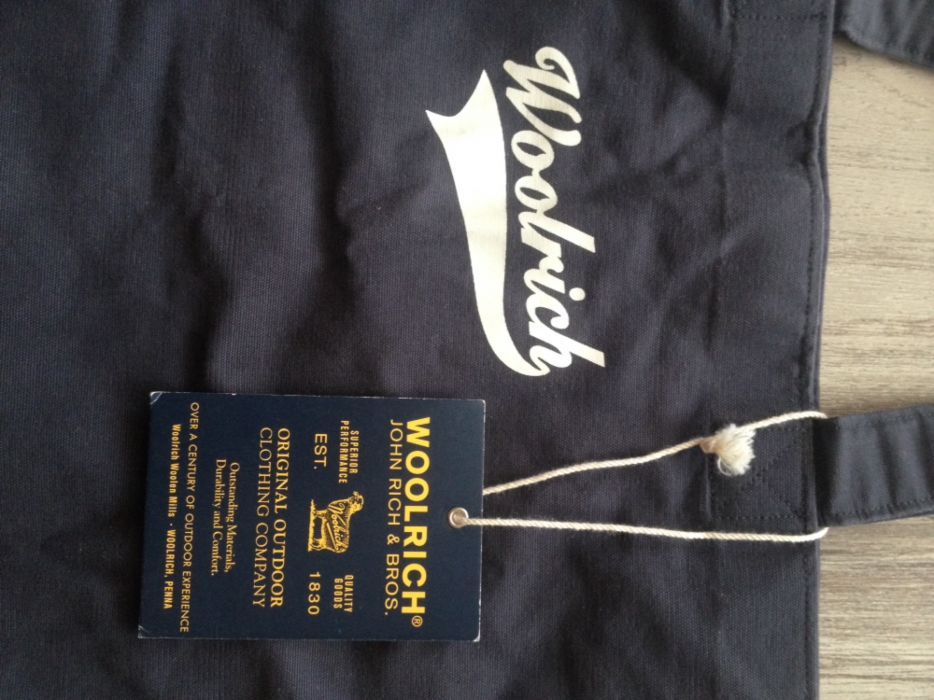 Woolrich
WOOLRICH®
JOHN RICH & BROS.
SUPERIOR
PERFORMANCE
QUALITY
GOODS
EST.
Woolrich
1830
ORIGINAL OUTDOOR
CLOTHING COMPANY
Outstanding Materials,
Durability and Comfort.
OVER A CENTURY OF OUTDOOR EXPERIENCE
Woolrich Woolen Mills · WOOLRICH, PENNA